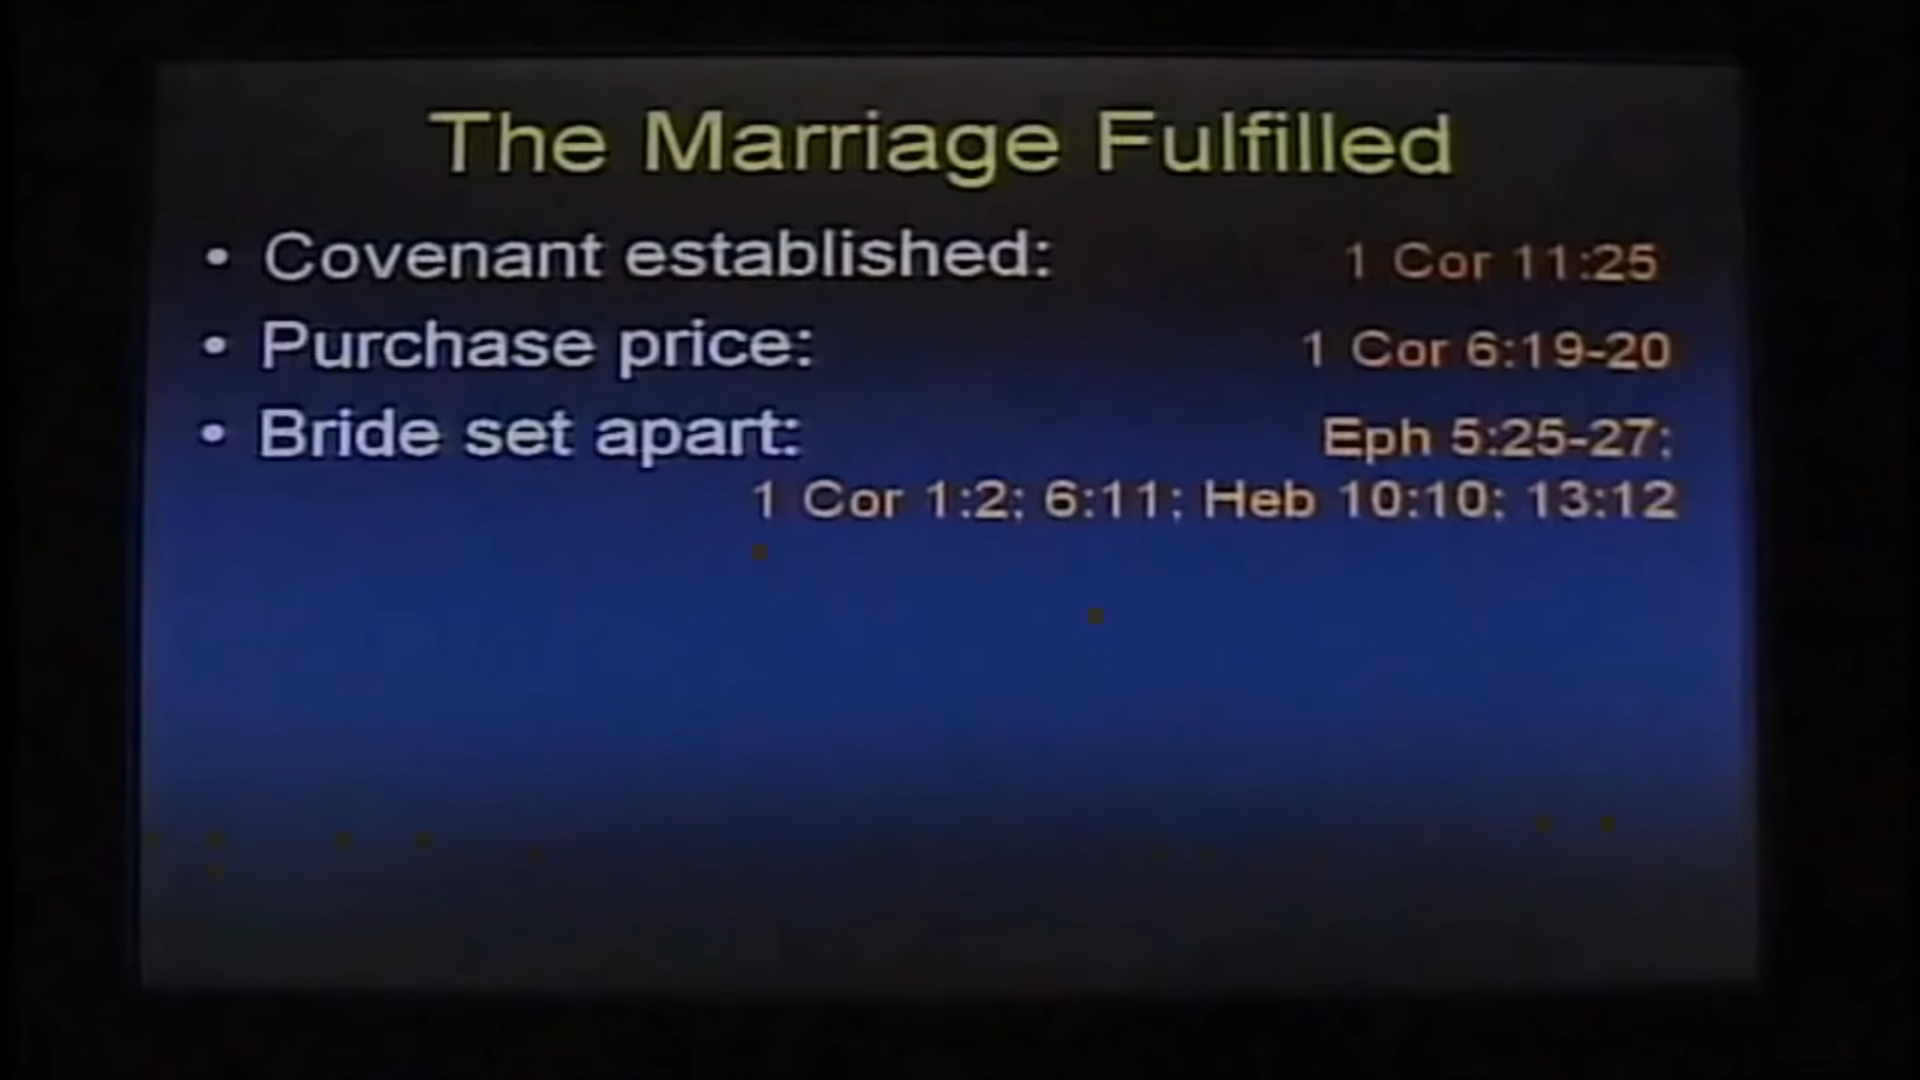 The Marriage Fulfilled
• Covenant established: 1 Cor 11:25
• Purchase price: 1 Cor 6:19-20
• Bride set apart: Eph 5:25-27;
1 Cor 1:2; 6:11; Heb 10:10; 13:12